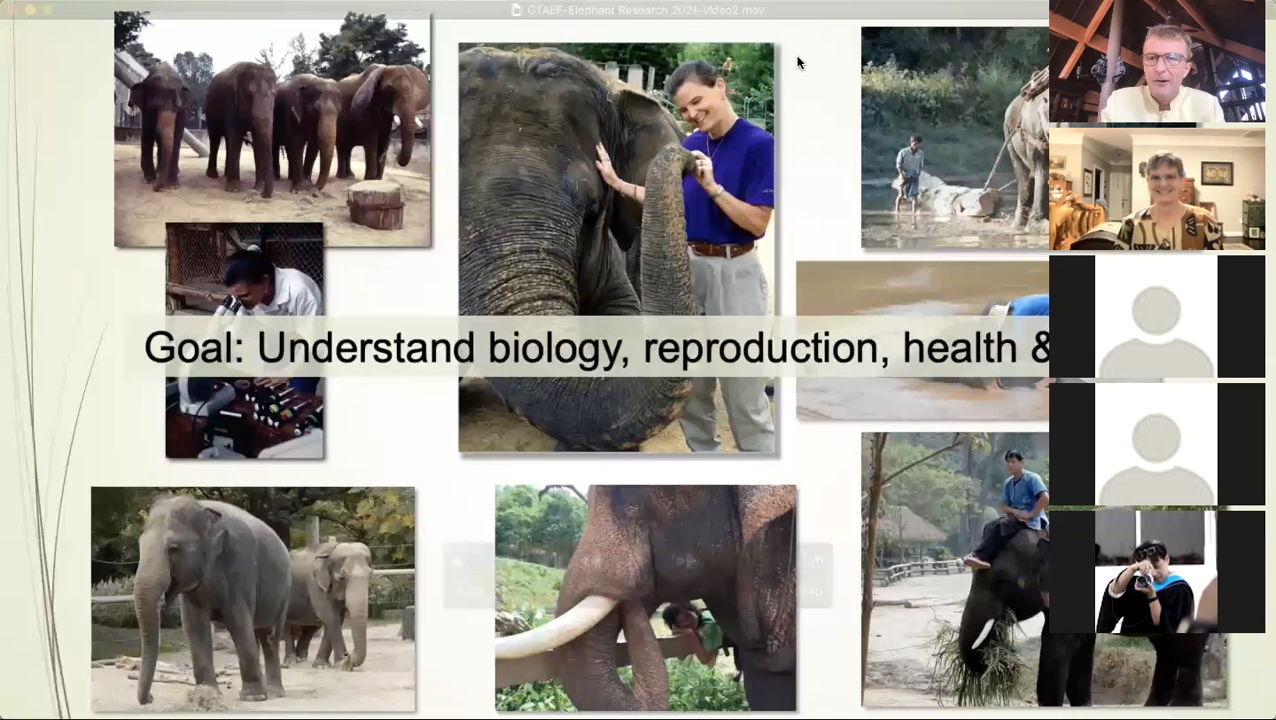 GTAEF-Elephant Research 2021-video2.mov
Goal: Understand biology, reproduction, health &